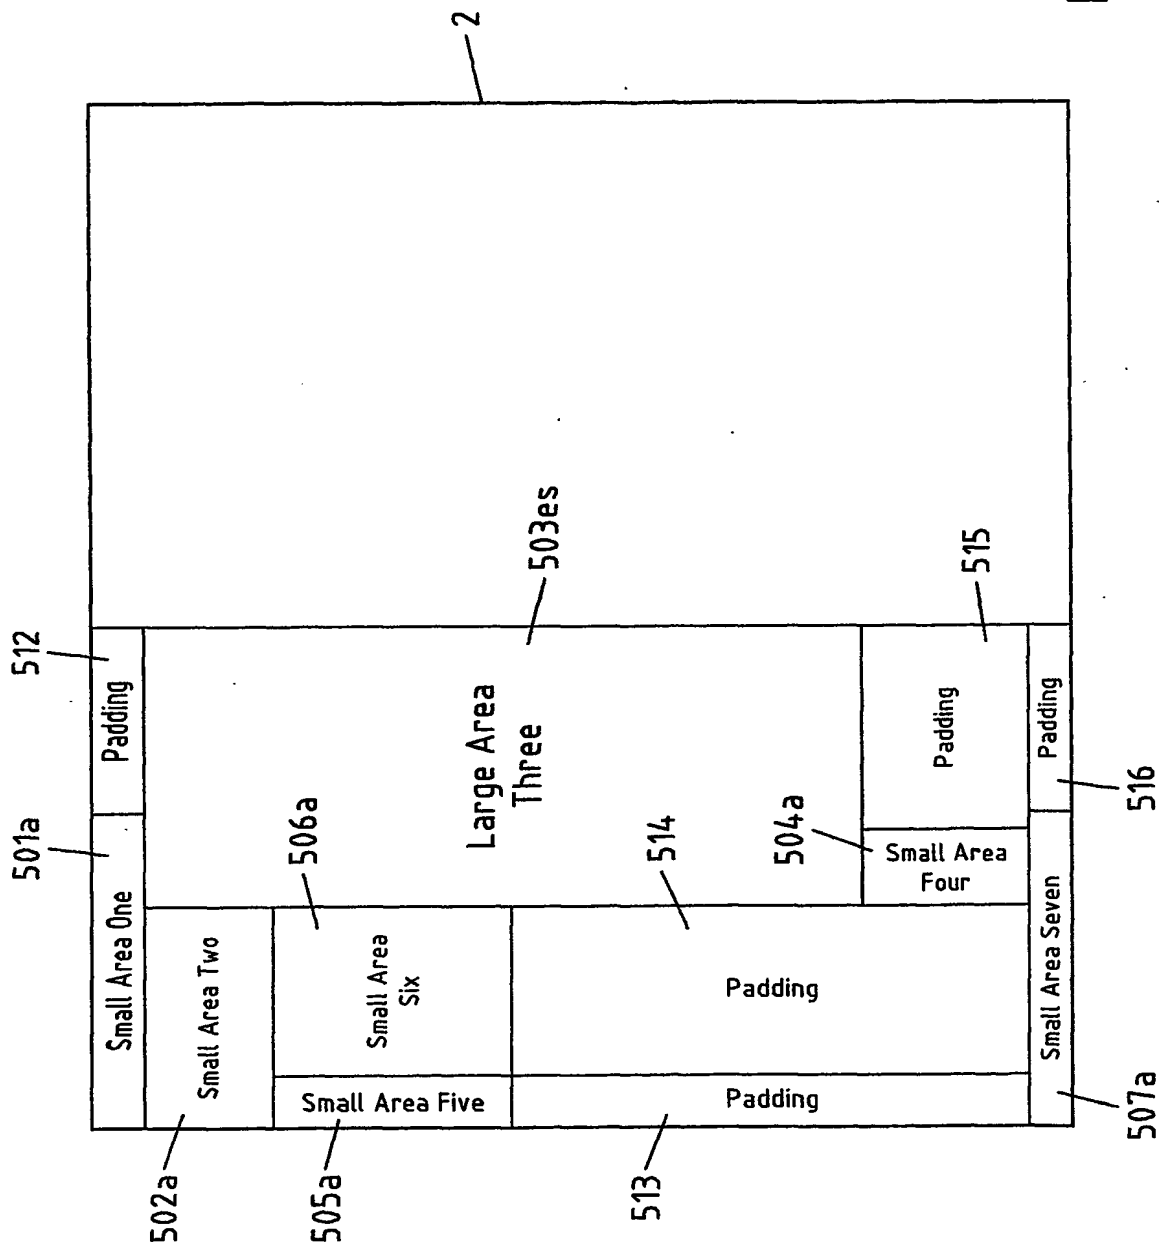 2
512
501a
Small Area One
Padding
502a
Small Area Two
505a
Small Area Five
506a
Small Area
Six
Large Area
Three
503es
513
Padding
514
Padding
504a
Small Area
Four
515
Padding
507a
Small Area Seven
Padding
516